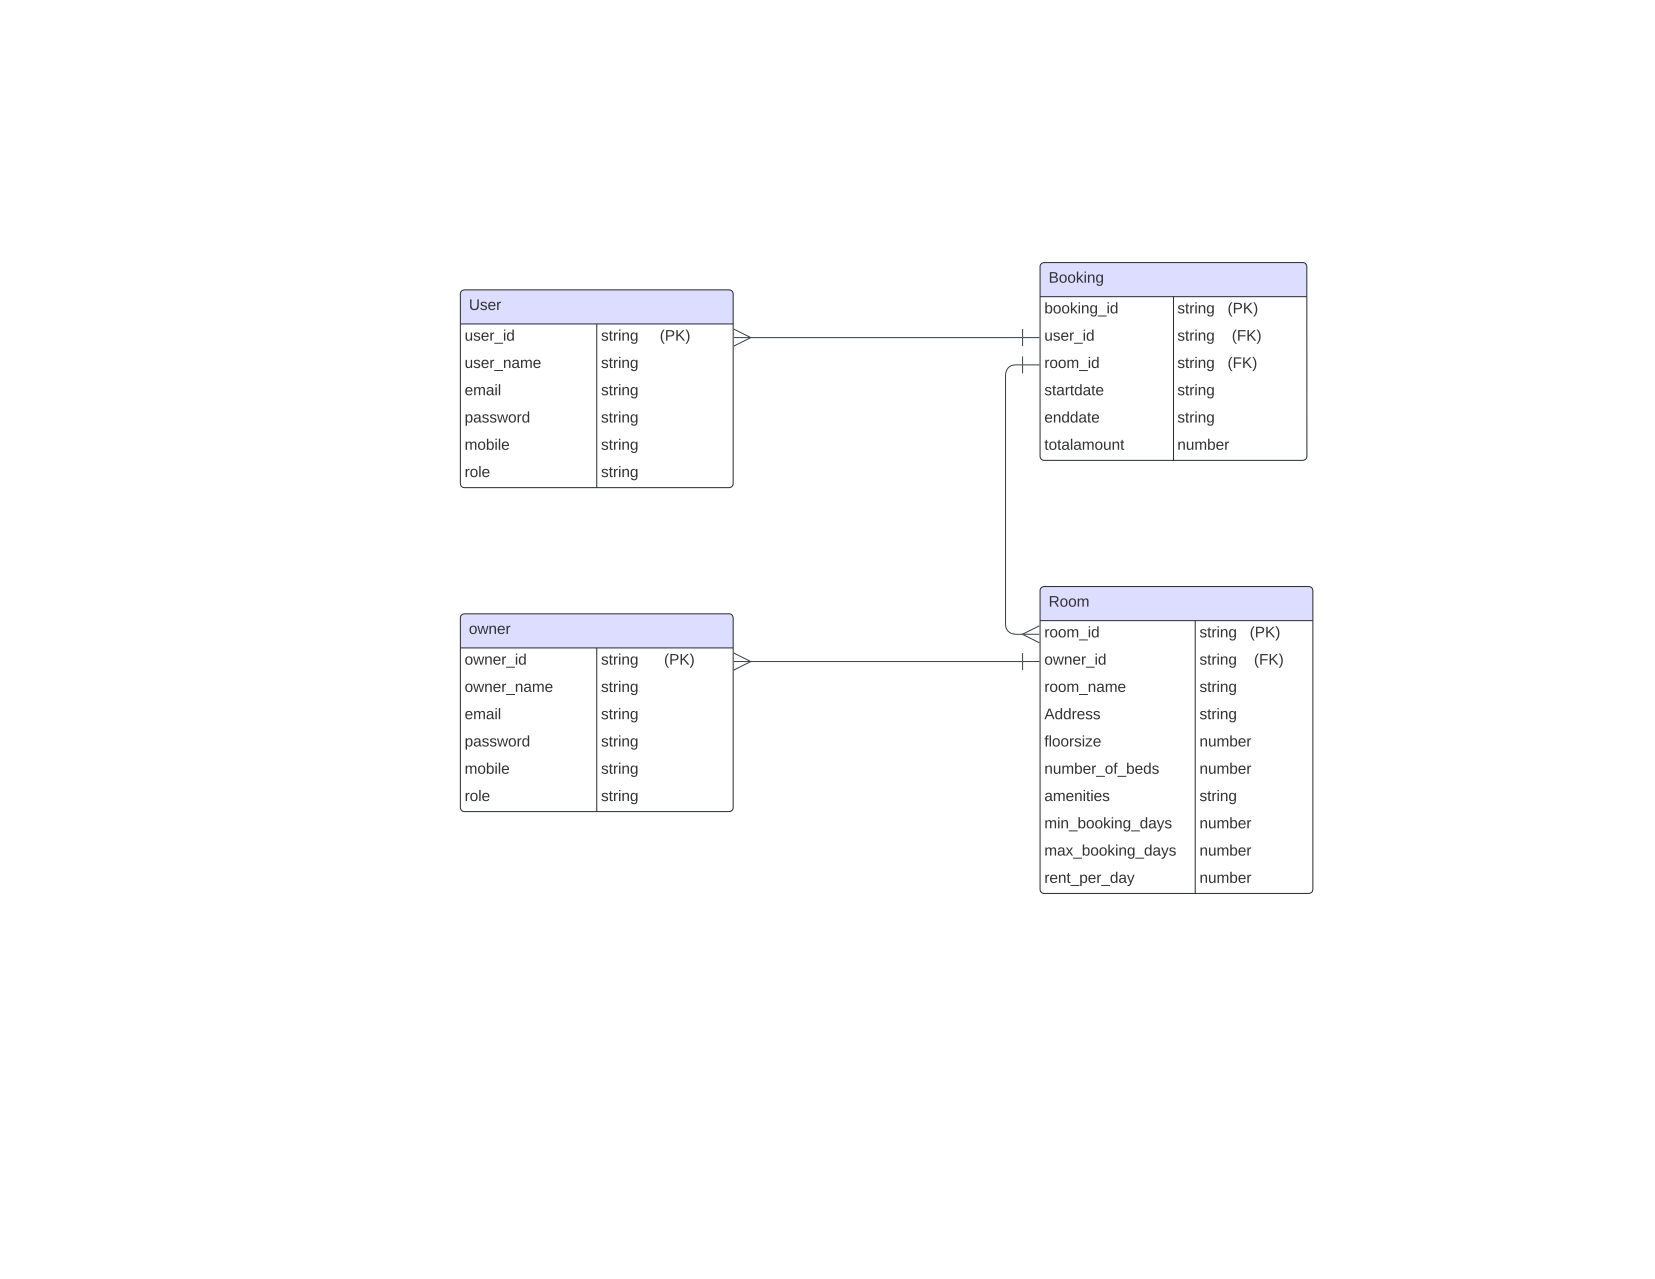 User
user_id string (PK)
user_name string
email string
password string
mobile string
role string
Booking
booking_id string (PK)
user_id string (FK)
room_id string (FK)
startdate string
enddate string
totalamount number
owner
owner_id string (PK)
owner_name string
email string
password string
mobile string
role string
Room
room_id string (PK)
owner_id string (FK)
room_name string
Address string
floorsize number
number_of_beds number
amenities string
min_booking_days number
max_booking_days number
rent_per_day number